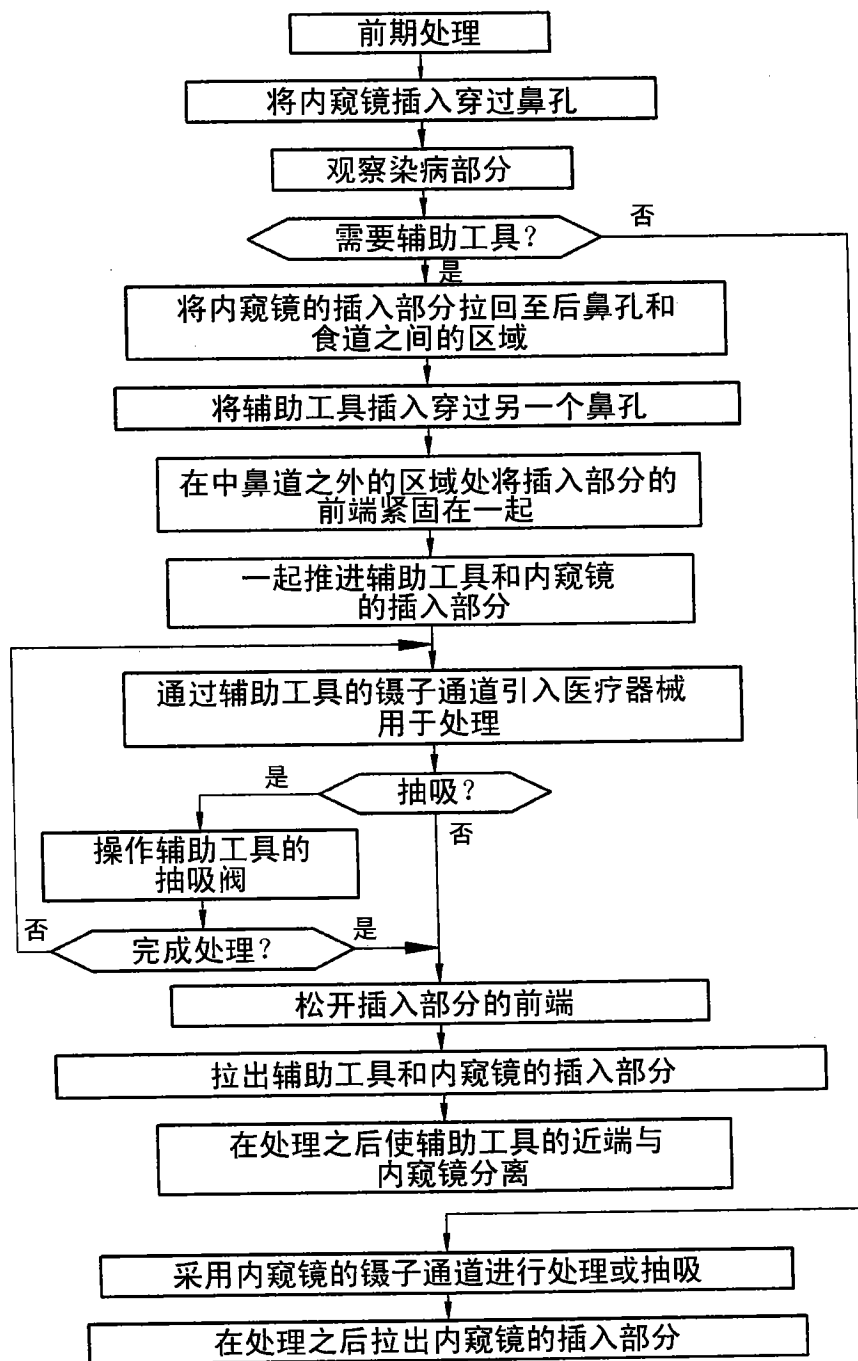 前期处理
将内窥镜插入穿过鼻孔
观察染病部分
否
需要辅助工具？
是
将内窥镜的插入部分拉回至后鼻孔和
食道之间的区域
将辅助工具插入穿过另一个鼻孔
在中鼻道之外的区域处将插入部分的
前端紧固在一起
一起推进辅助工具和内窥镜
的插入部分
通过辅助工具的镊子通道引入医疗器械
用于处理
是
抽吸？
否
操作辅助工具的
抽吸阀
否
完成处理？
是
松开插入部分的前端
拉出辅助工具和内窥镜的插入部分
在处理之后使辅助工具的近端与
内窥镜分离
采用内窥镜的镊子通道进行处理或抽吸
在处理之后拉出内窥镜的插入部分